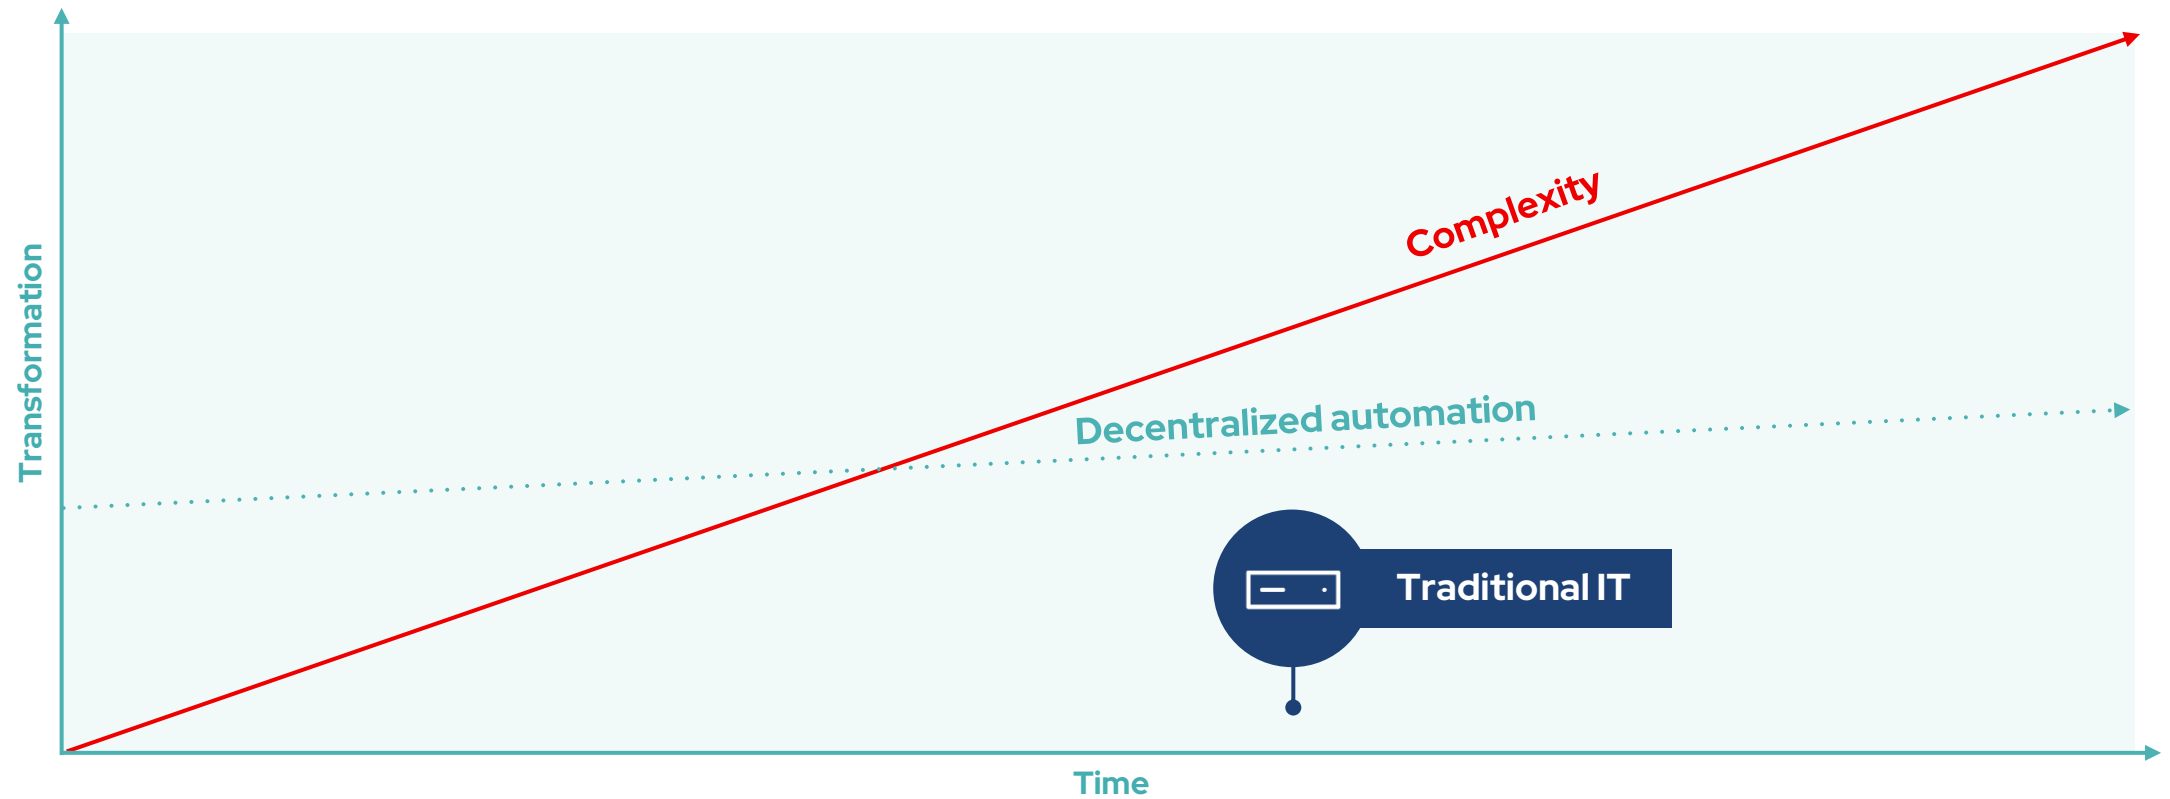 Transformation
Complexity
Decentralized automation
Traditional IT
Time